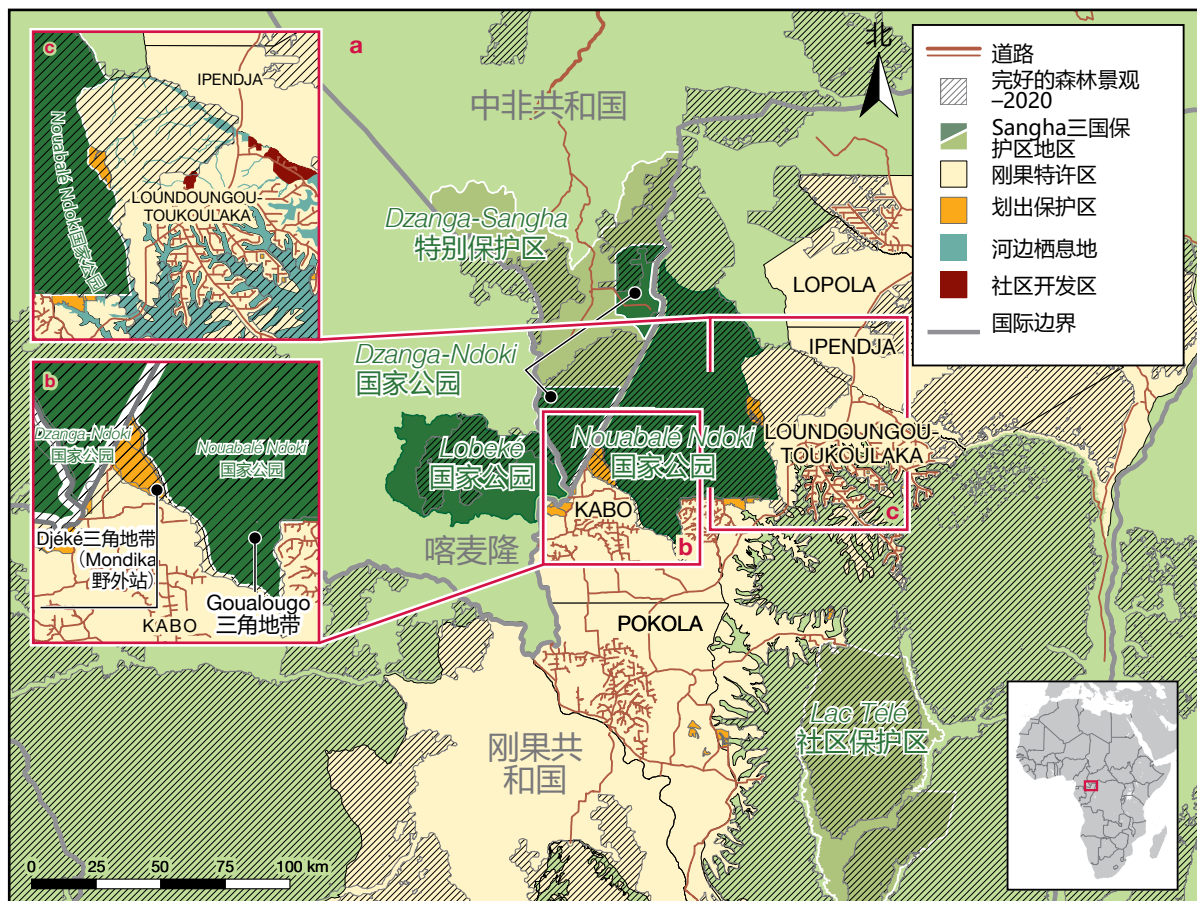 a
北
中非共和国
Dzanga-Sangha
特别保护区
Dzanga-Ndoki
国家公园
Lobeké
国家公园
Nouabalé Ndoki
国家公园
LOPOLA
IPENDJA
LOUNDOUNGOU-
TOUKOULAKA
KABO
b
c
喀麦隆
POKOLA
刚果共
和国
Lac Télé
社区保护区
0 25 50 75 100 km
c
IPENDJA
Nouabalé Ndoki国家公园
LOUNDOUNGOU-
TOUKOULAKA
b
Dzanga-Ndoki
国家公园
Nouabalé Ndoki
国家公园
Djéké三角地带
(Mondika
野外站)
Goualougo
三角地带
KABO
道路
完好的森林景观
–2020
Sangha三国保
护区地区
刚果特许区
划出保护区
河边栖息地
社区开发区
国际边界